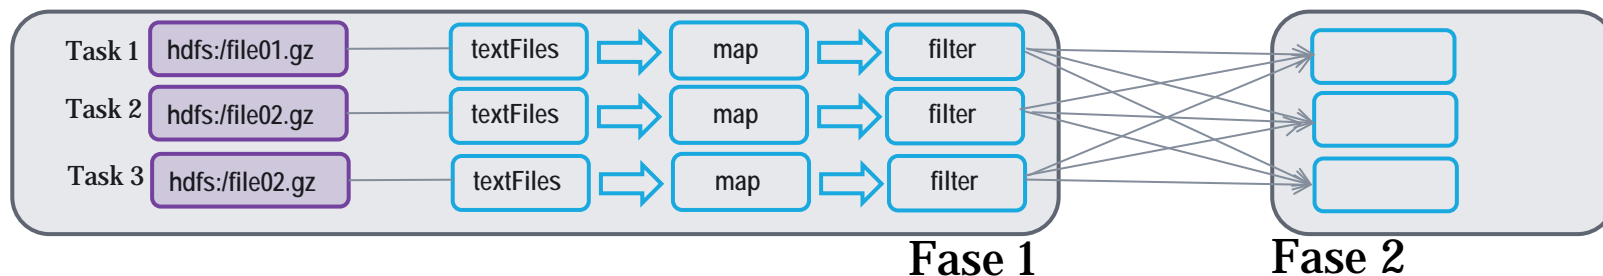 Task 1 hdfs:/file01.gz textFiles map filter
Task 2 hdfs:/file02.gz textFiles map filter
Task 3 hdfs:/file02.gz textFiles map filter
Fase 1 Fase 2